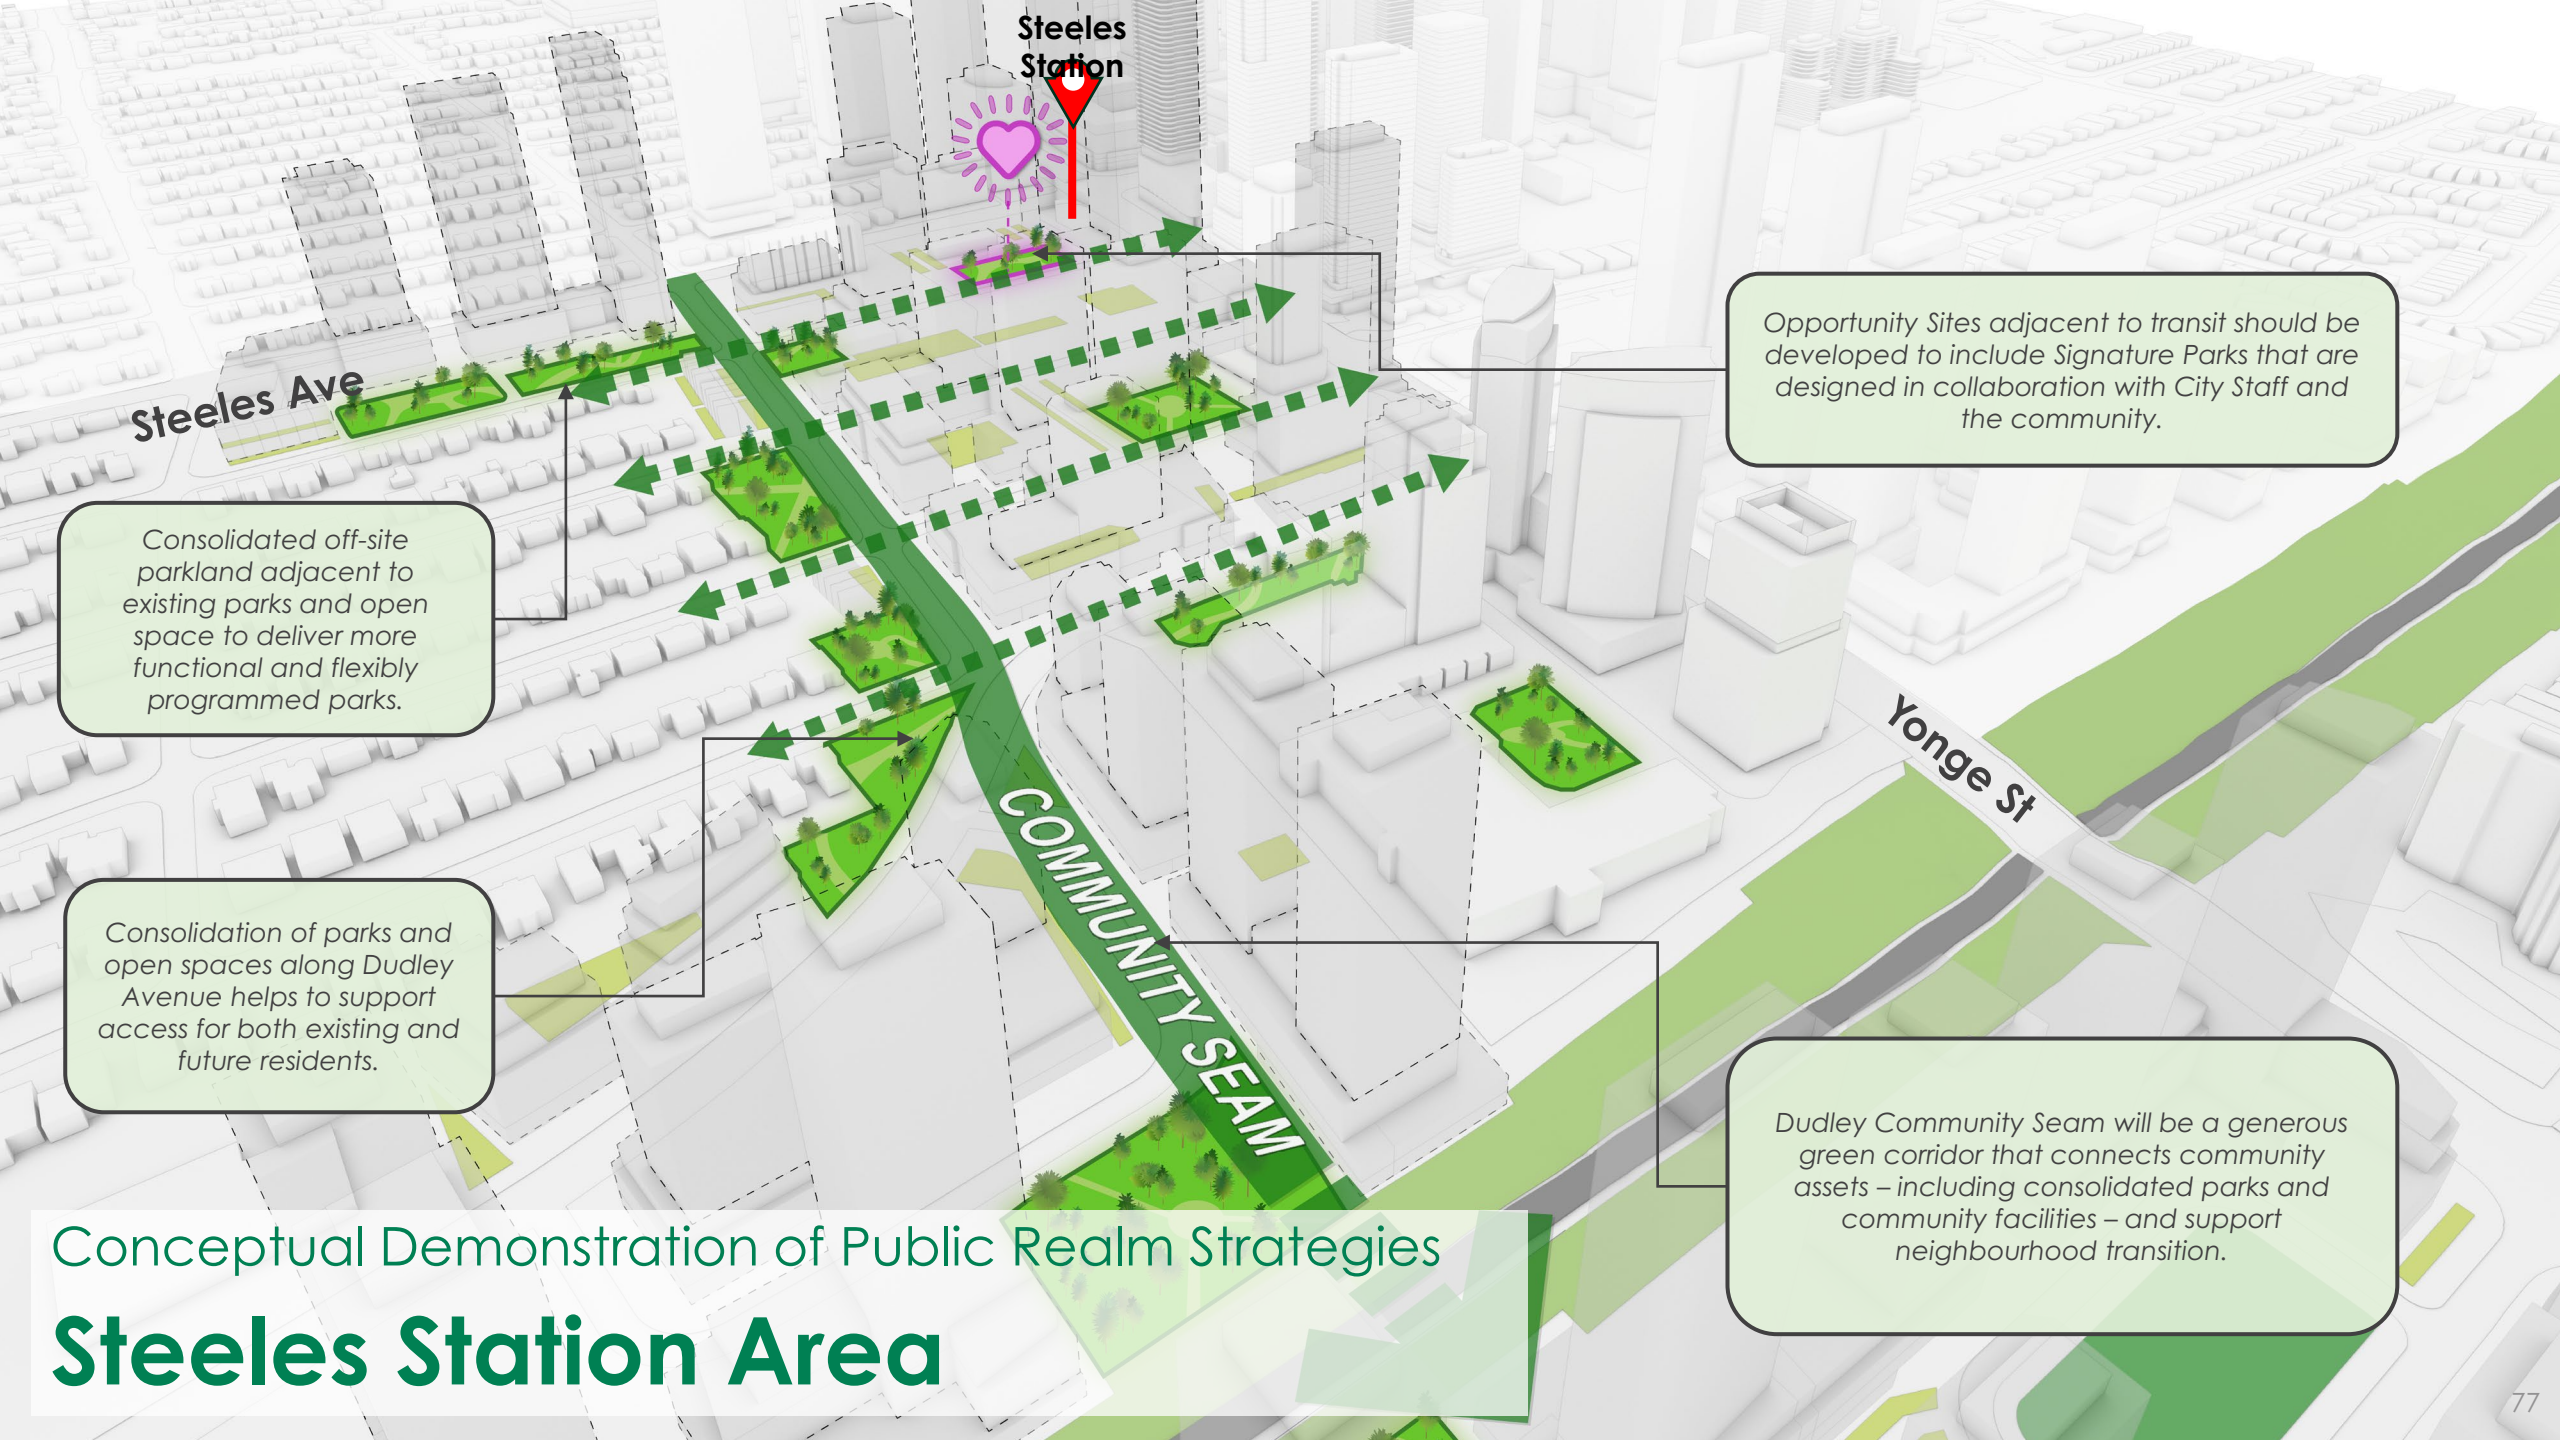 Steeles
Station
Steeles Ave
Opportunity Sites adjacent to transit should be
developed to include Signature Parks that are
designed in collaboration with City Staff and
the community.
Consolidated off-site
parkland adjacent to
existing parks and open
space to deliver more
functional and flexibly
programmed parks.
Yonge St
COMMUNITY SEAM
Consolidation of parks and
open spaces along Dudley
Avenue helps to support
access for both existing and
future residents.
Dudley Community Seam will be a generous
green corridor that connects community
assets – including consolidated parks and
community facilities – and support
neighbourhood transition.
Conceptual Demonstration of Public Realm Strategies
Steeles Station Area
77